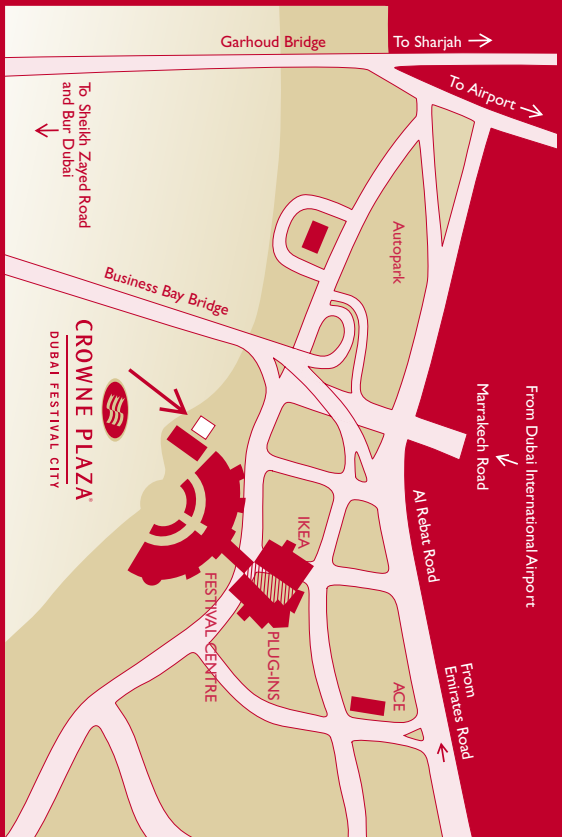 Garhoud Bridge
To Sharjah
To Airport
To Sheikh Zayed Road
and Bur Dubai
Autopark
Business Bay Bridge
CROWNE PLAZA®
DUBAI FESTIVAL CITY
From Dubai International Airport
Marrakech Road
Al Rebat Road
IKEA
FESTIVAL CENTRE
PLUG-INS
ACE
From
Emirates Road